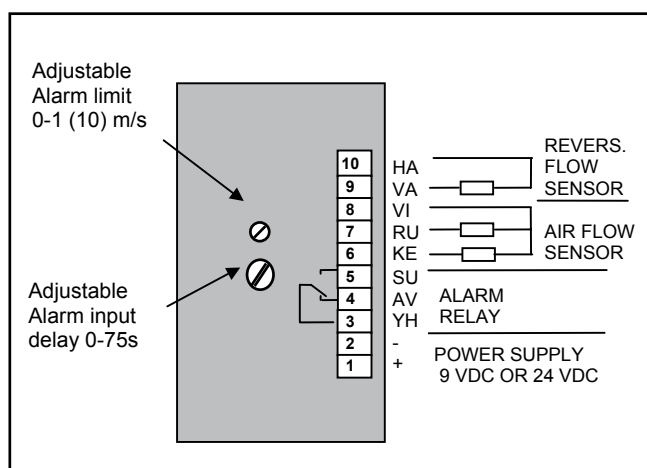 Adjustable
Alarm limit
0-1 (10) m/s
Adjustable
Alarm input
delay 0-75s
10 HA
9 VA
8 VI
7 RU
6 KE
5 SU
4 AV
3 YH
2 -
1 +
REVERS.
FLOW
SENSOR
AIR FLOW
SENSOR
ALARM
RELAY
POWER SUPPLY
9 VDC OR 24 VDC